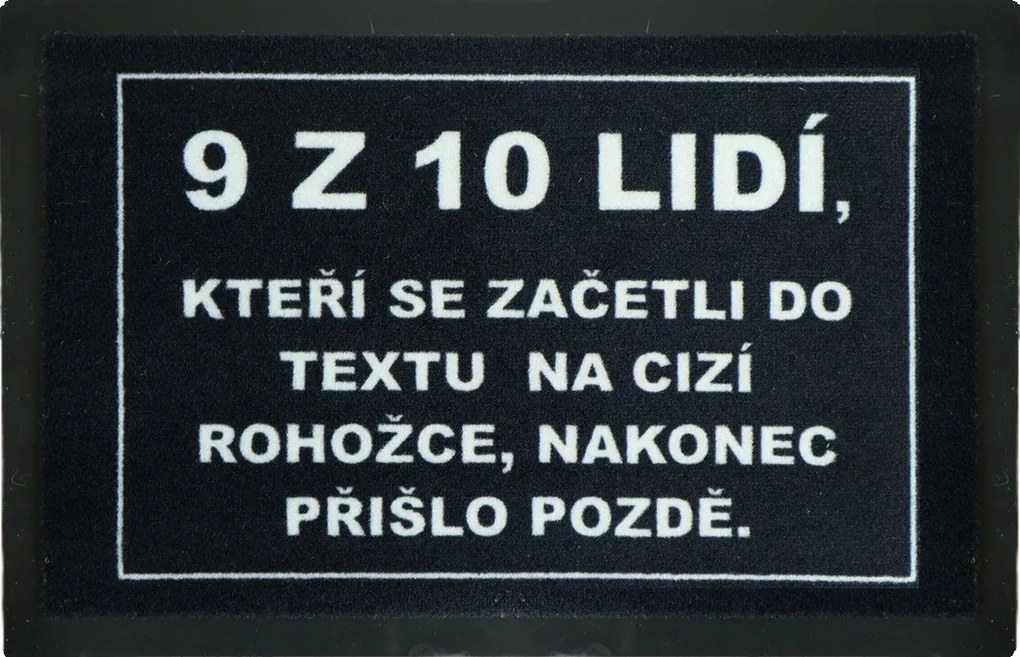 9 Z 10 LIDÍ,
KTEŘÍ SE ZAČETLI DO
TEXTU NA CIZÍ
ROHOŽCE, NAKONEC
PŘIŠLO POZDĚ.